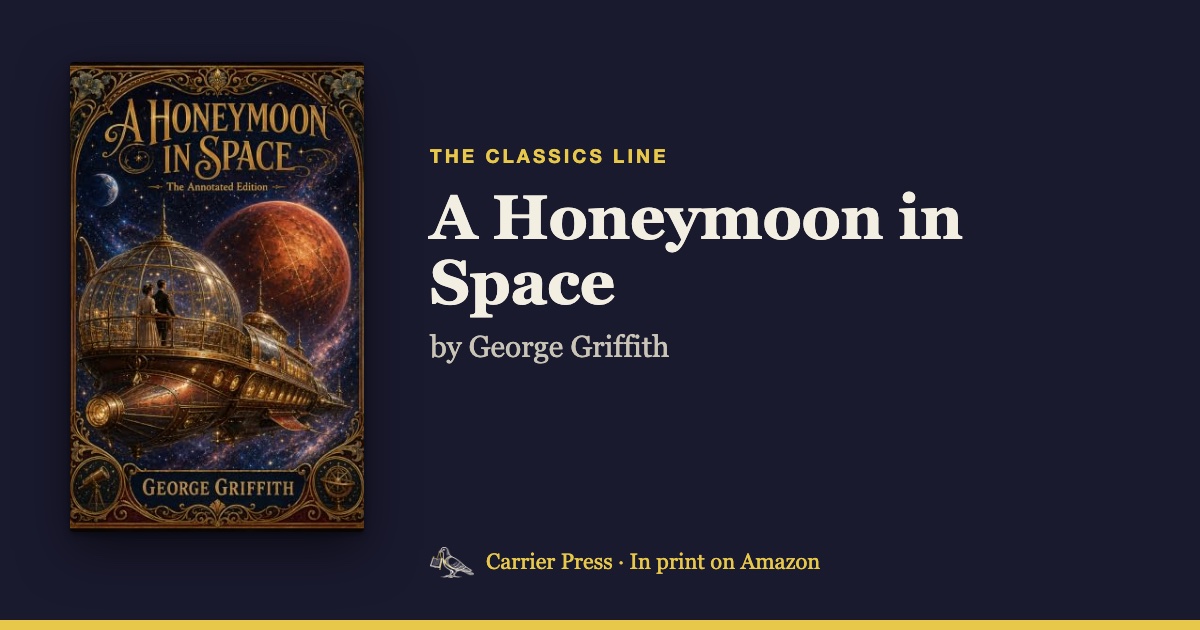 A HONEYMOON
IN SPACE
The Annotated Edition
GEORGE GRIFFITH
THE CLASSICS LINE
A Honeymoon in
Space
by George Griffith
Carrier Press · In print on Amazon